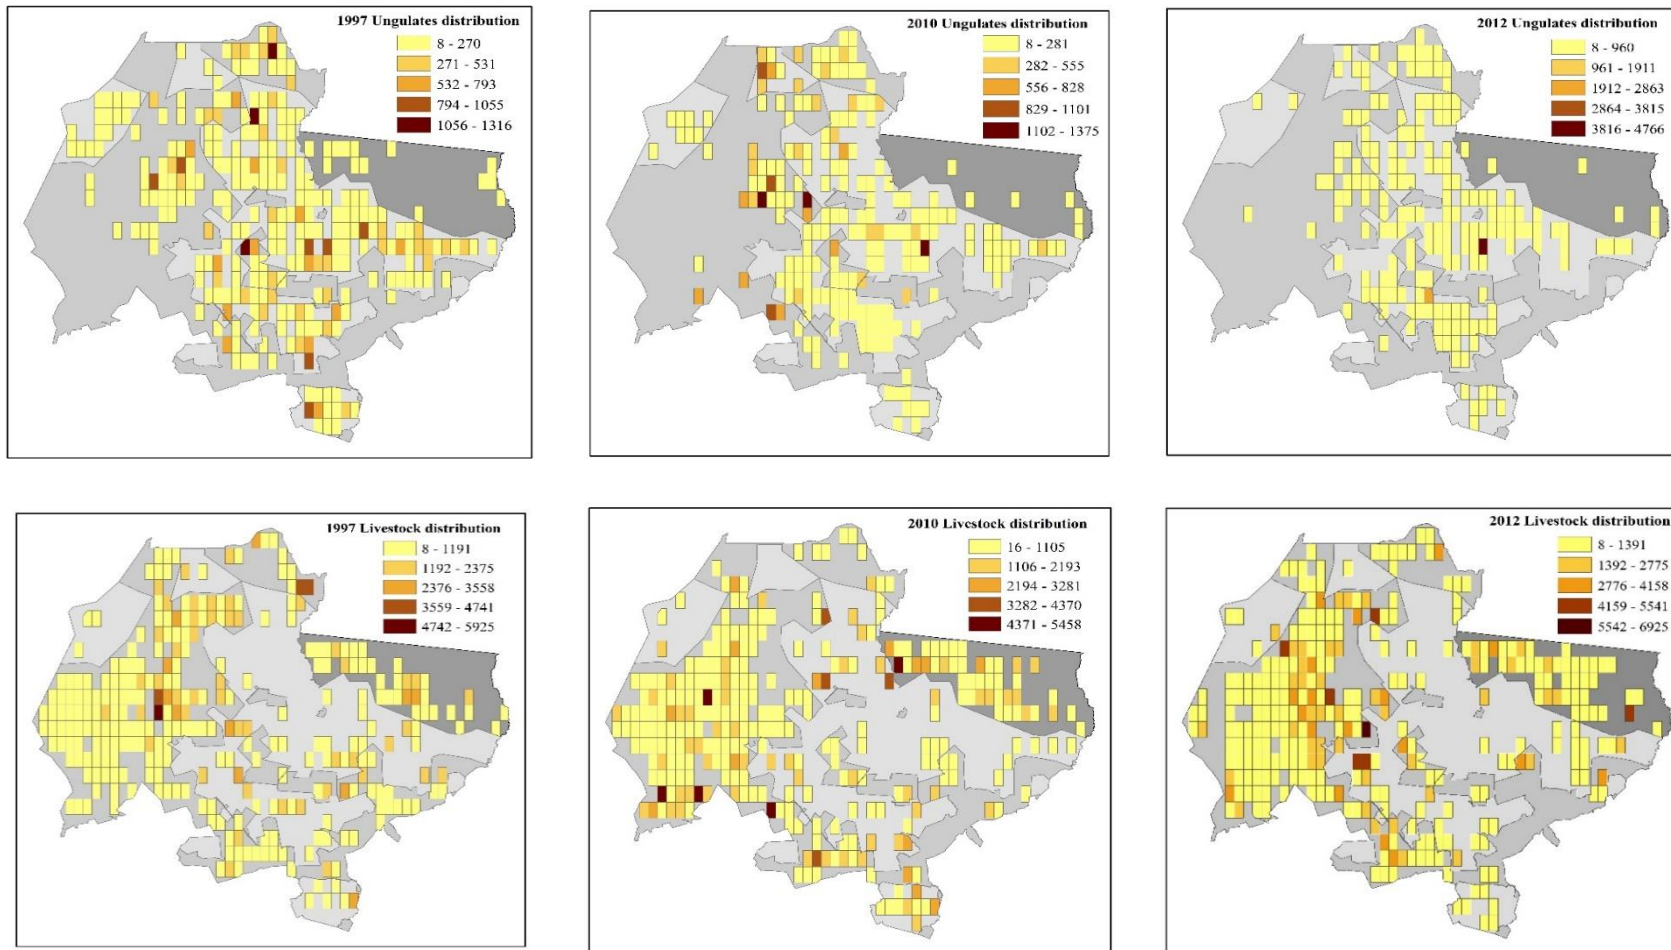 1997 Ungulates distribution
8 - 270
271 - 531
532 - 793
794 - 1055
1056 - 1316
2010 Ungulates distribution
8 - 281
282 - 555
556 - 828
829 - 1101
1102 - 1375
2012 Ungulates distribution
8 - 960
961 - 1911
1912 - 2863
2864 - 3815
3816 - 4766
1997 Livestock distribution
8 - 1191
1192 - 2375
2376 - 3558
3559 - 4741
4742 - 5925
2010 Livestock distribution
16 - 1105
1106 - 2193
2194 - 3281
3282 - 4370
4371 - 5458
2012 Livestock distribution
8 - 1391
1392 - 2775
2776 - 4158
4159 - 5541
5542 - 6925